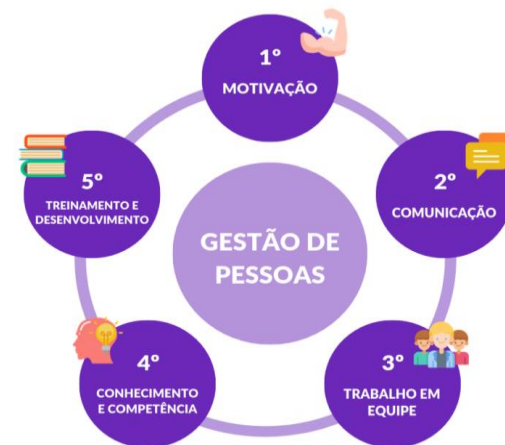 GESTÃO DE
PESSOAS
1º
MOTIVAÇÃO
2º
COMUNICAÇÃO
3º
TRABALHO EM
EQUIPE
4º
CONHECIMENTO
E COMPETÊNCIA
5º
TREINAMENTO E
DESENVOLVIMENTO